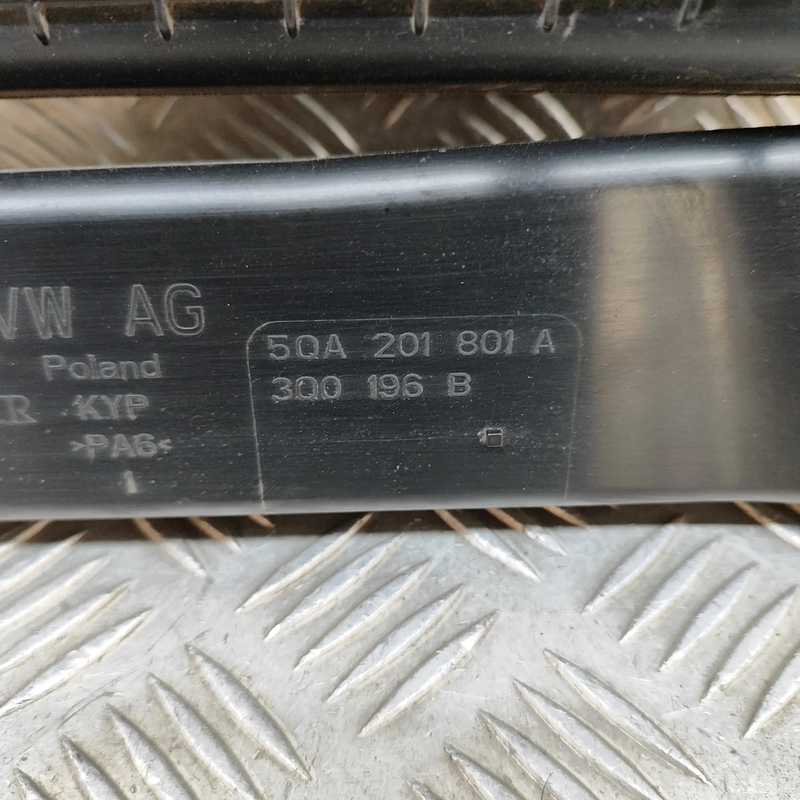 VW AG
Poland
R KYP
>PA6<
1
5QA 201 801 A
3Q0 196 B